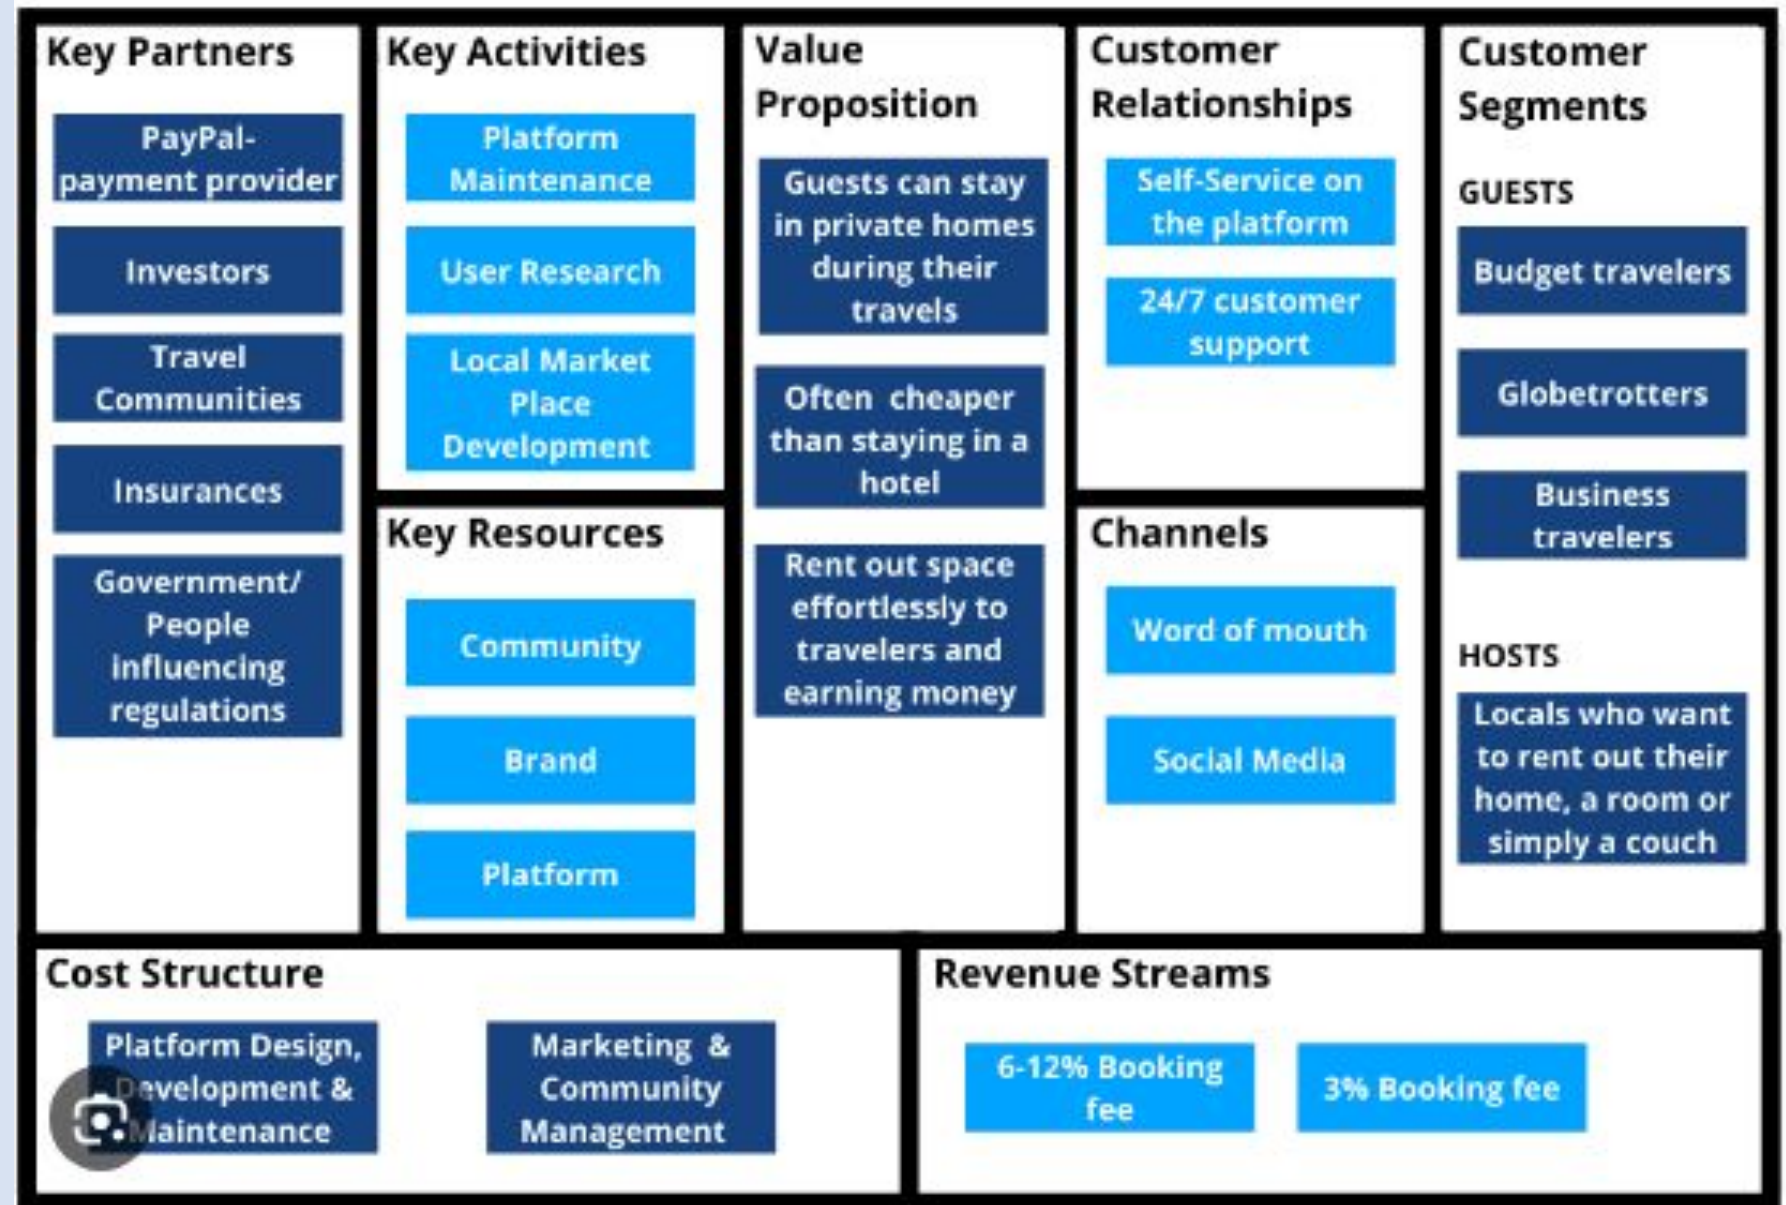 Key Partners
PayPal-
payment provider
Investors
Travel
Communities
Insurances
Government/
People
influencing
regulations
Key Activities
Platform
Maintenance
User Research
Local Market
Place
Development
Key Resources
Community
Brand
Platform
Value
Proposition
Guests can stay
in private homes
during their
travels
Often cheaper
than staying in a
hotel
Rent out space
effortlessly to
travelers and
earning money
Customer
Relationships
Self-Service on
the platform
24/7 customer
support
Channels
Word of mouth
Social Media
Customer
Segments
GUESTS
Budget travelers
Globetrotters
Business
travelers
HOSTS
Locals who want
to rent out their
home, a room or
simply a couch
Cost Structure
Platform Design,
Development &
Maintenance
Marketing &
Community
Management
Revenue Streams
6-12% Booking
fee
3% Booking fee